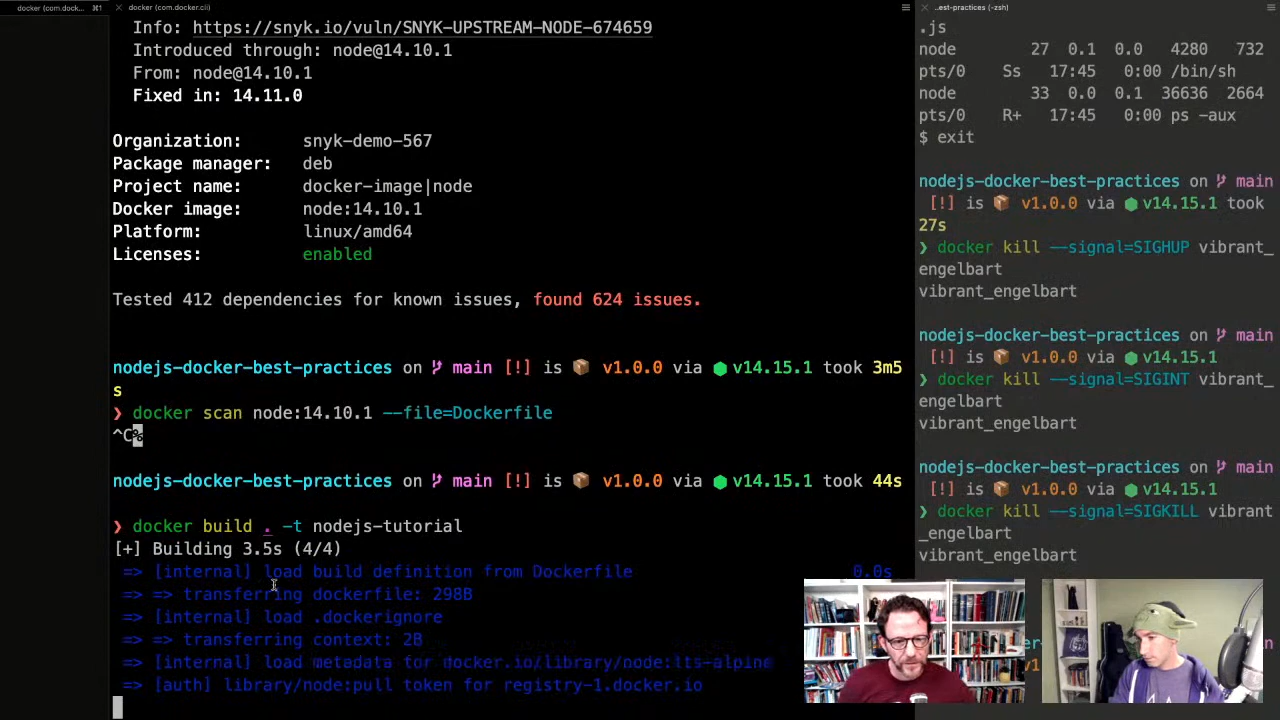 docker (com.dock... ⌘1
docker (com.docker.cli)
Info: https://snyk.io/vuln/SNYK-UPSTREAM-NODE-674659
Introduced through: node@14.10.1
From: node@14.10.1
Fixed in: 14.11.0
Organization: snyk-demo-567
Package manager: deb
Project name: docker-image|node
Docker image: node:14.10.1
Platform: linux/amd64
Licenses: enabled
Tested 412 dependencies for known issues, found 624 issues.
nodejs-docker-best-practices on main [!] is 📦 v1.0.0 via ⬢ v14.15.1 took 3m5
s
❯ docker scan node:14.10.1 --file=Dockerfile
^C%
nodejs-docker-best-practices on main [!] is 📦 v1.0.0 via ⬢ v14.15.1 took 44s
❯ docker build . -t nodejs-tutorial
[+] Building 3.5s (4/4)
=> [internal] load build definition from Dockerfile 0.0s
=> => transferring dockerfile: 298B
=> [internal] load .dockerignore
=> => transferring context: 2B
=> [internal] load metadata for docker.io/library/node:lts-alpine
=> [auth] library/node:pull token for registry-1.docker.io
..est-practices (-zsh)
.js
node 27 0.1 0.0 4280 732
pts/0 Ss 17:45 0:00 /bin/sh
node 33 0.0 0.1 36636 2664
pts/0 R+ 17:45 0:00 ps -aux
$ exit
nodejs-docker-best-practices on main
[!] is 📦 v1.0.0 via ⬢ v14.15.1 took
27s
❯ docker kill --signal=SIGHUP vibrant_
engelbart
vibrant_engelbart
nodejs-docker-best-practices on main
[!] is 📦 v1.0.0 via ⬢ v14.15.1
❯ docker kill --signal=SIGINT vibrant_
engelbart
vibrant_engelbart
nodejs-docker-best-practices on main
[!] is 📦 v1.0.0 via ⬢ v14.15.1
❯ docker kill --signal=SIGKILL vibrant
_engelbart
vibrant_engelbart